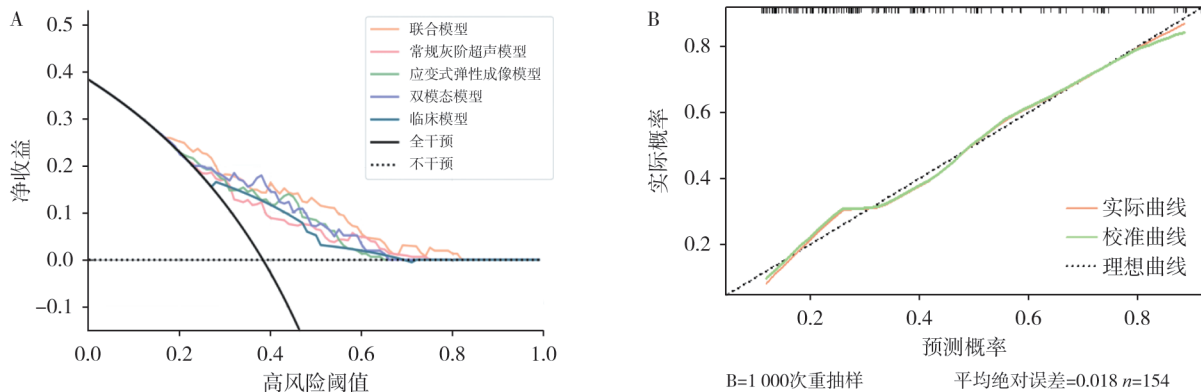 A
0.5
0.4
0.3
0.2
0.1
0.0
−0.1
净收益
0.0
0.2
0.4
0.6
0.8
1.0
高风险阈值
联合模型
常规灰阶超声模型
应变式弹性成像模型
双模态模型
临床模型
全干预
不干预
B
0.8
0.6
0.4
0.2
实际概率
0.2
0.4
0.6
0.8
预测概率
实际曲线
校准曲线
理想曲线
B=1 000次重抽样
平均绝对误差=0.018 n=154